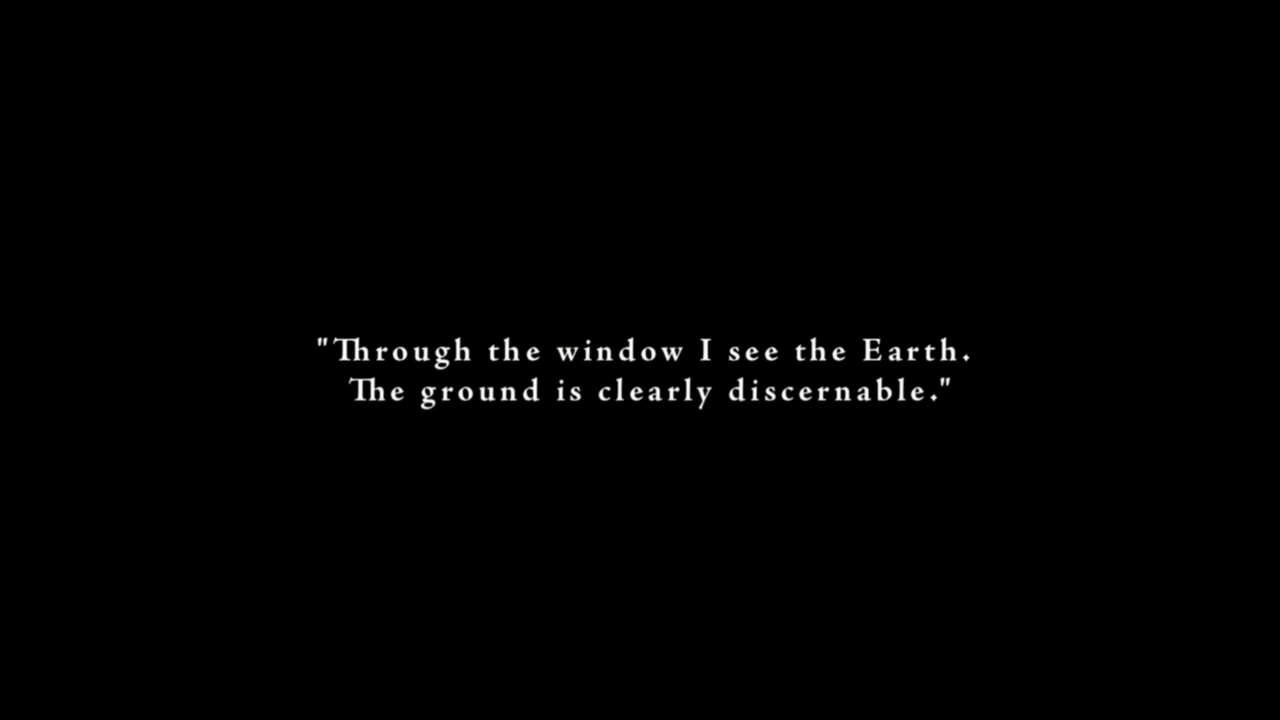 "Through the window I see the Earth.
The ground is clearly discernable."